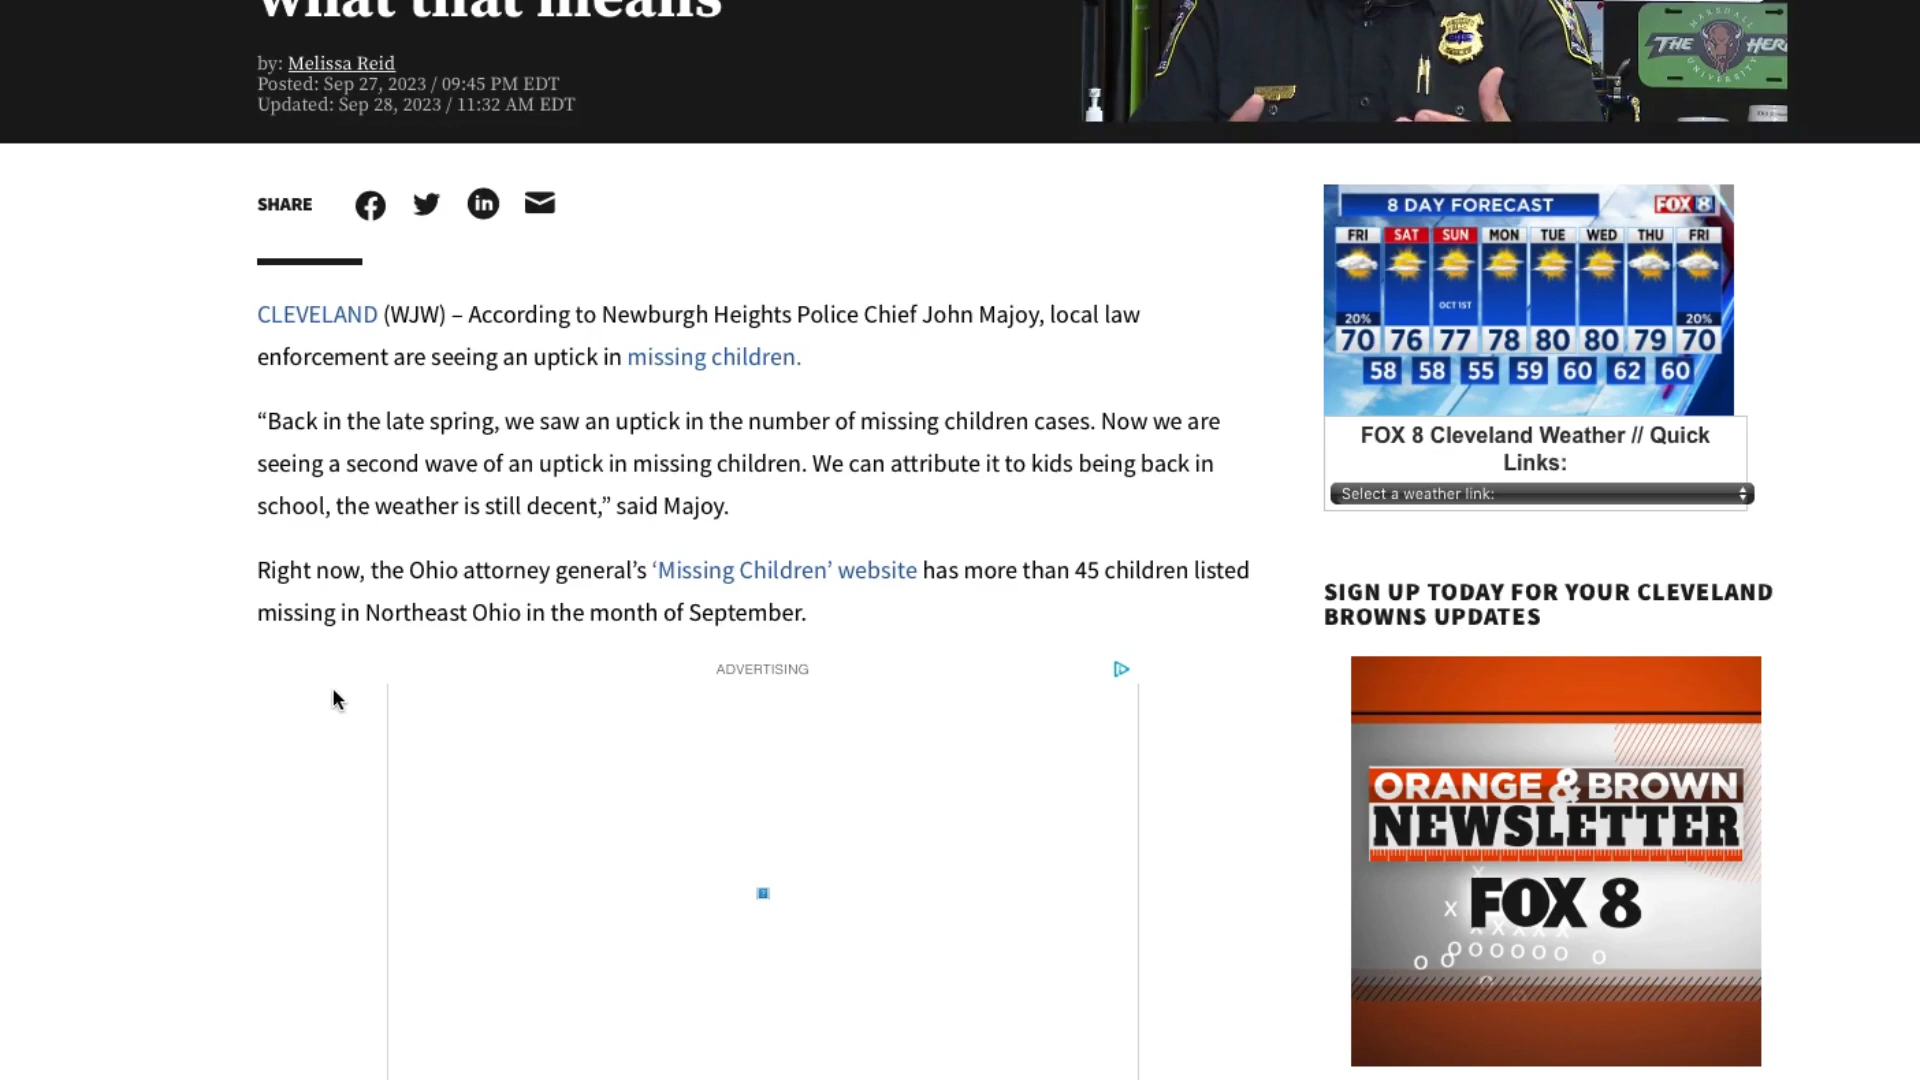 what that means
by: Melissa Reid
Posted: Sep 27, 2023 / 09:45 PM EDT
Updated: Sep 28, 2023 / 11:32 AM EDT
MARSHALL
THE HER
UNIVERSITY
SHARE
CLEVELAND (WJW) – According to Newburgh Heights Police Chief John Majoy, local law
enforcement are seeing an uptick in missing children.
“Back in the late spring, we saw an uptick in the number of missing children cases. Now we are
seeing a second wave of an uptick in missing children. We can attribute it to kids being back in
school, the weather is still decent,” said Majoy.
Right now, the Ohio attorney general’s ‘Missing Children’ website has more than 45 children listed
missing in Northeast Ohio in the month of September.
ADVERTISING
8 DAY FORECAST FOX 8
FRI SAT SUN MON TUE WED THU FRI
OCT 1ST
20% 20%
70 76 77 78 80 80 79 70
58 58 55 59 60 62 60
FOX 8 Cleveland Weather // Quick
Links:
Select a weather link:
SIGN UP TODAY FOR YOUR CLEVELAND
BROWNS UPDATES
ORANGE & BROWN
NEWSLETTER
FOX 8